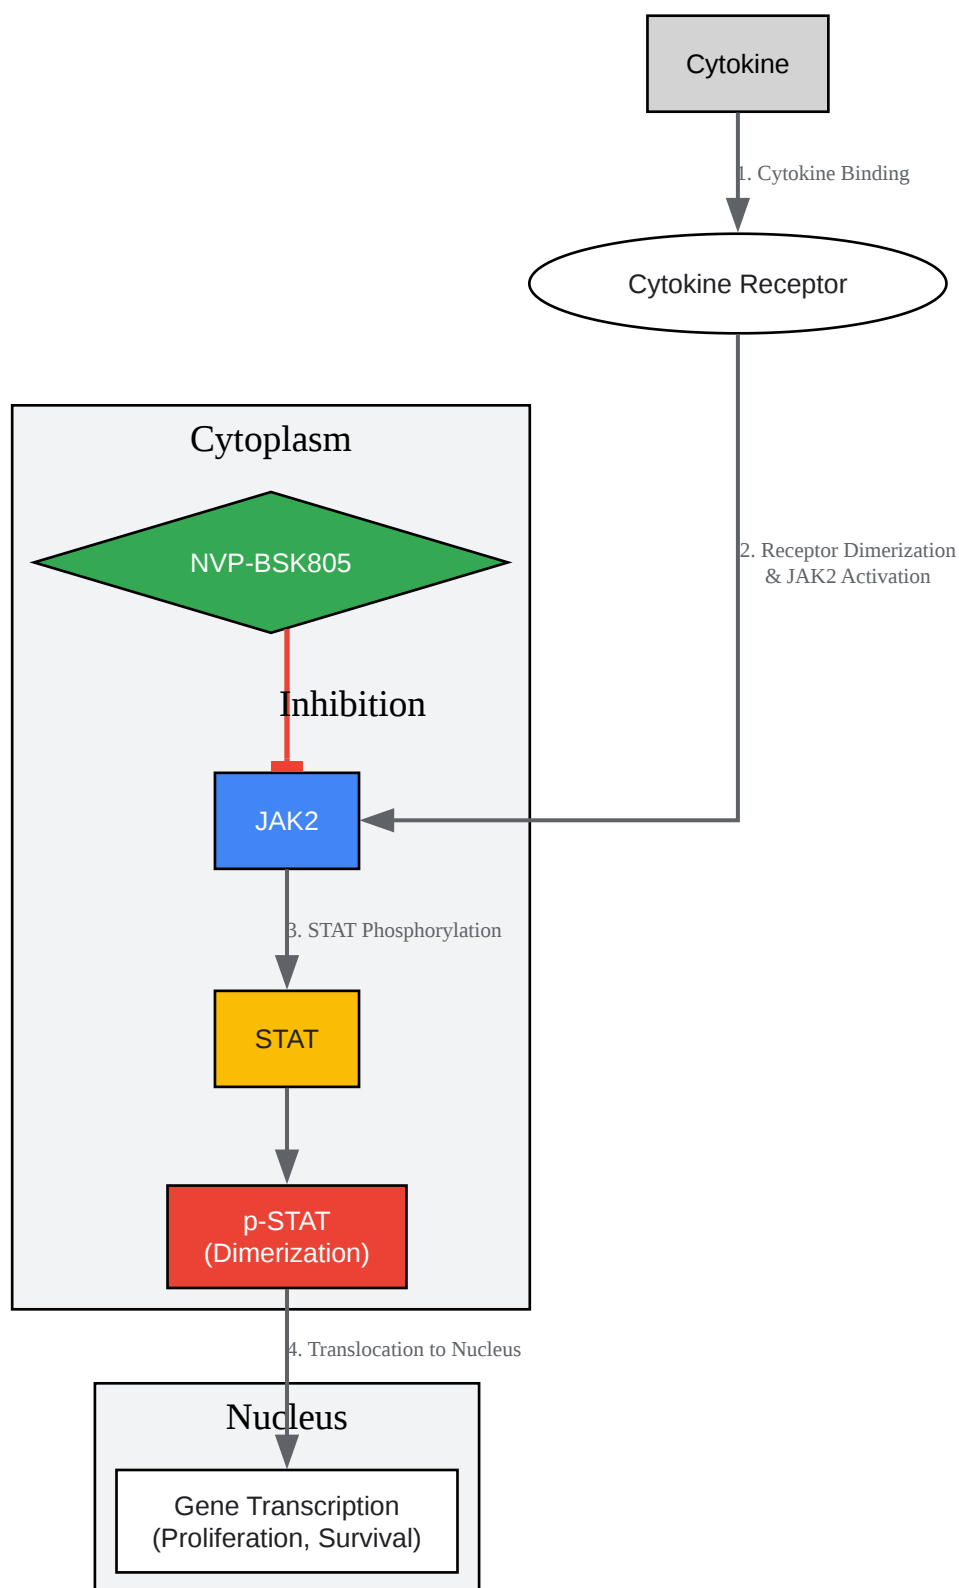 Cytokine
1. Cytokine Binding
Cytokine Receptor
Cytoplasm
NVP-BSK805
2. Receptor Dimerization
& JAK2 Activation
Inhibition
JAK2
3. STAT Phosphorylation
STAT
p-STAT
(Dimerization)
4. Translocation to Nucleus
Nucleus
Gene Transcription
(Proliferation, Survival)